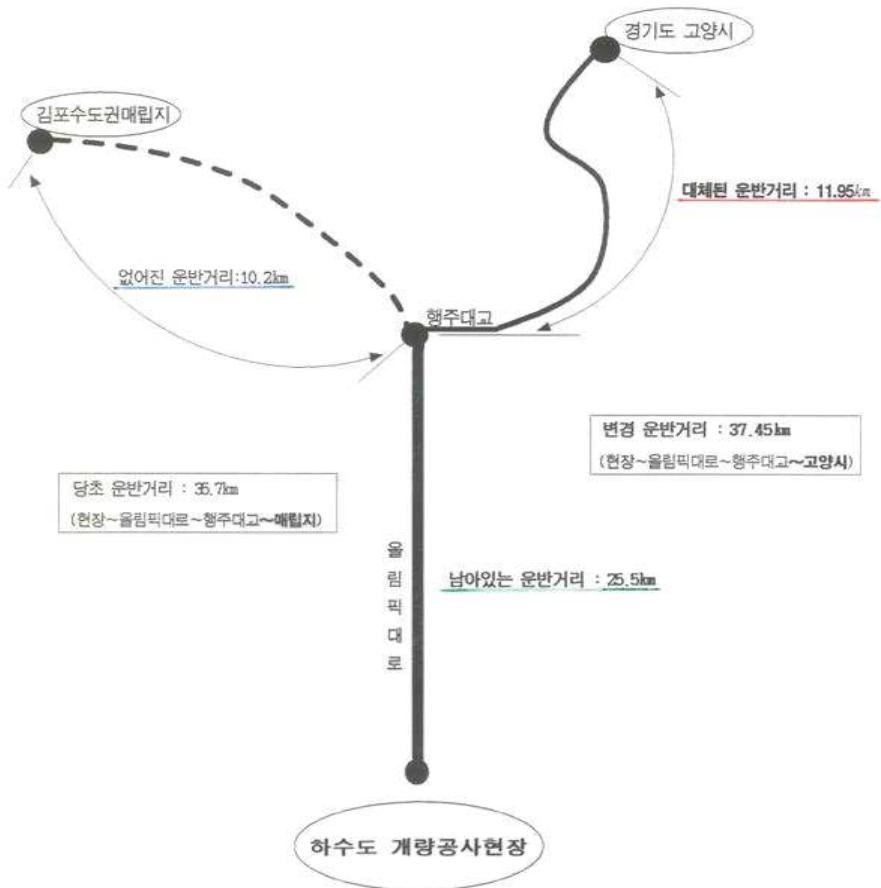 경기도 고양시
김포수도권매립지
대체된 운반거리 : 11.95km
없어진 운반거리:10.2km
행주대교
변경 운반거리 : 37.45km
(현장~올림픽대로~행주대교~고양시)
당초 운반거리 : 35.7km
(현장~올림픽대로~행주대교~매립지)
올
림
픽
대
로
남아있는 운반거리 : 25.5km
하수도 개량공사현장